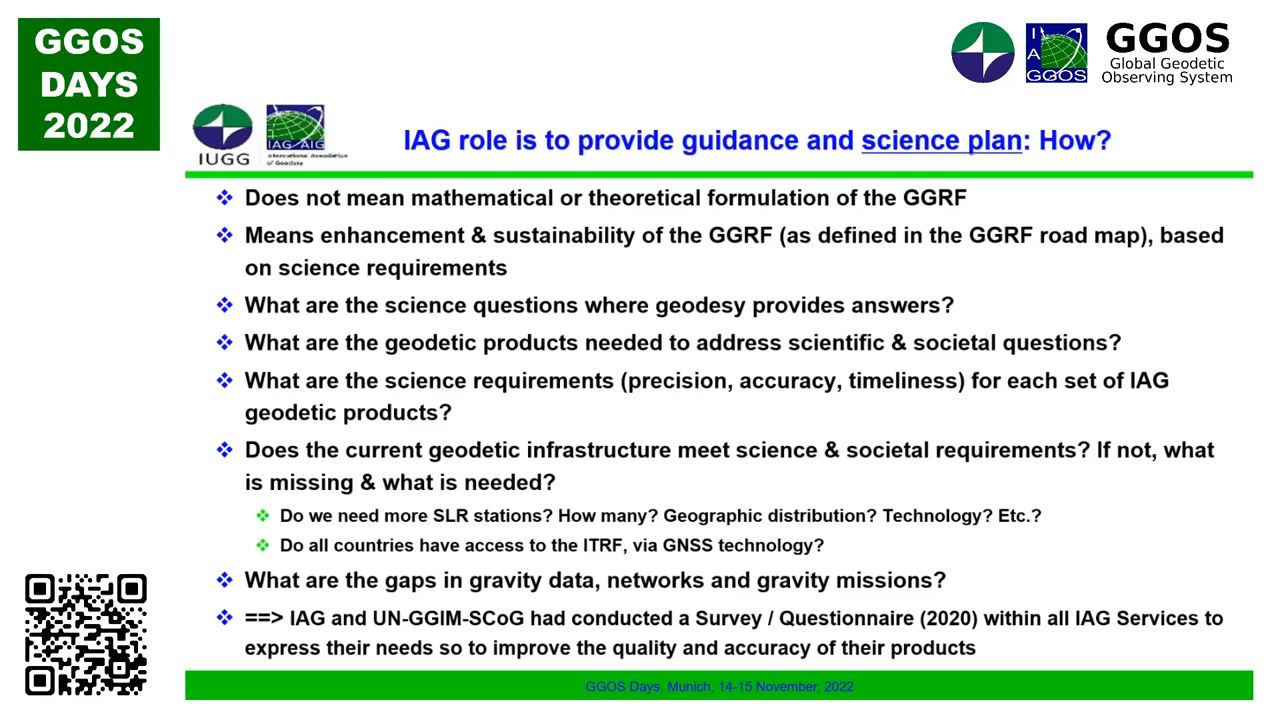 GGOS
DAYS
2022
I
A
GGOS
GGOS
Global Geodetic
Observing System
IUGG
IAG AIG
International Association
of Geodesy
IAG role is to provide guidance and science plan: How?
Does not mean mathematical or theoretical formulation of the GGRF
Means enhancement & sustainability of the GGRF (as defined in the GGRF road map), based
on science requirements
What are the science questions where geodesy provides answers?
What are the geodetic products needed to address scientific & societal questions?
What are the science requirements (precision, accuracy, timeliness) for each set of IAG
geodetic products?
Does the current geodetic infrastructure meet science & societal requirements? If not, what
is missing & what is needed?
Do we need more SLR stations? How many? Geographic distribution? Technology? Etc.?
Do all countries have access to the ITRF, via GNSS technology?
What are the gaps in gravity data, networks and gravity missions?
==> IAG and UN-GGIM-SCoG had conducted a Survey / Questionnaire (2020) within all IAG Services to
express their needs so to improve the quality and accuracy of their products
GGOS Days, Munich, 14-15 November, 2022